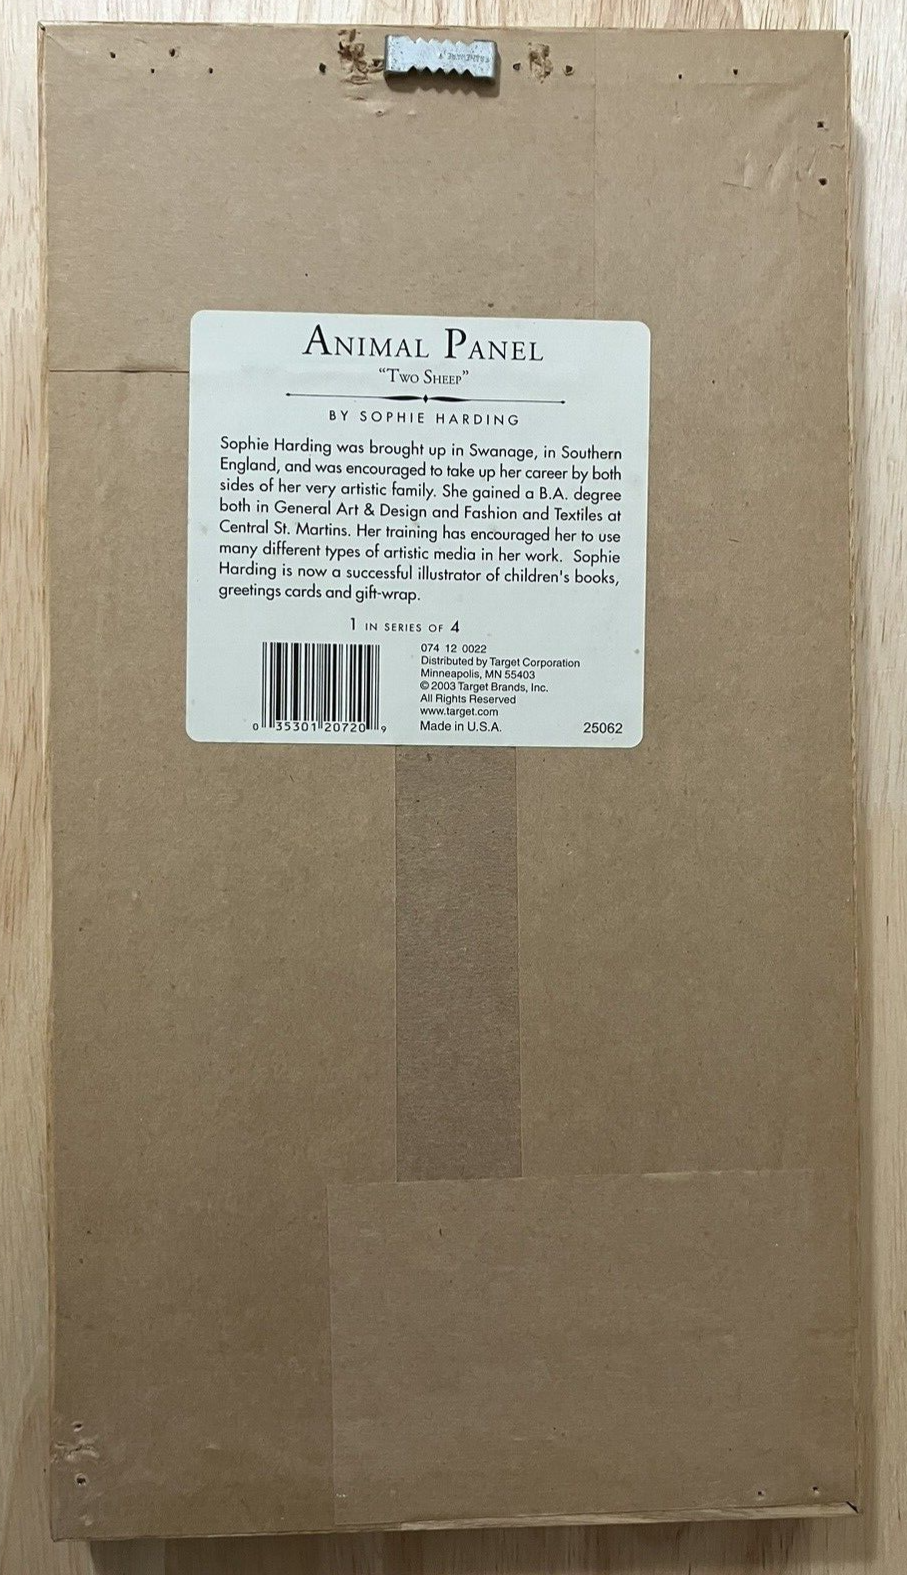 ANIMAL PANEL
"TWO SHEEP"
BY SOPHIE HARDING
Sophie Harding was brought up in Swanage, in Southern
England, and was encouraged to take up her career by both
sides of her very artistic family. She gained a B.A. degree
both in General Art & Design and Fashion and Textiles at
Central St. Martins. Her training has encouraged her to use
many different types of artistic media in her work. Sophie
Harding is now a successful illustrator of children's books,
greetings cards and gift-wrap.
1 IN SERIES OF 4
074 12 0022
Distributed by Target Corporation
Minneapolis, MN 55403
© 2003 Target Brands, Inc.
All Rights Reserved
www.target.com
Made in U.S.A.
25062
0 35301 20720 9